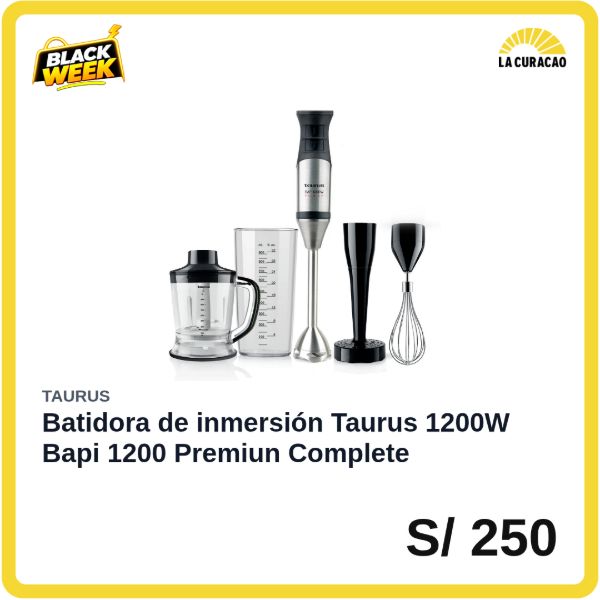 BLACK
WEEK
LA CURACAO
TAURUS
Batidora de inmersión Taurus 1200W
Bapi 1200 Premiun Complete
S/ 250